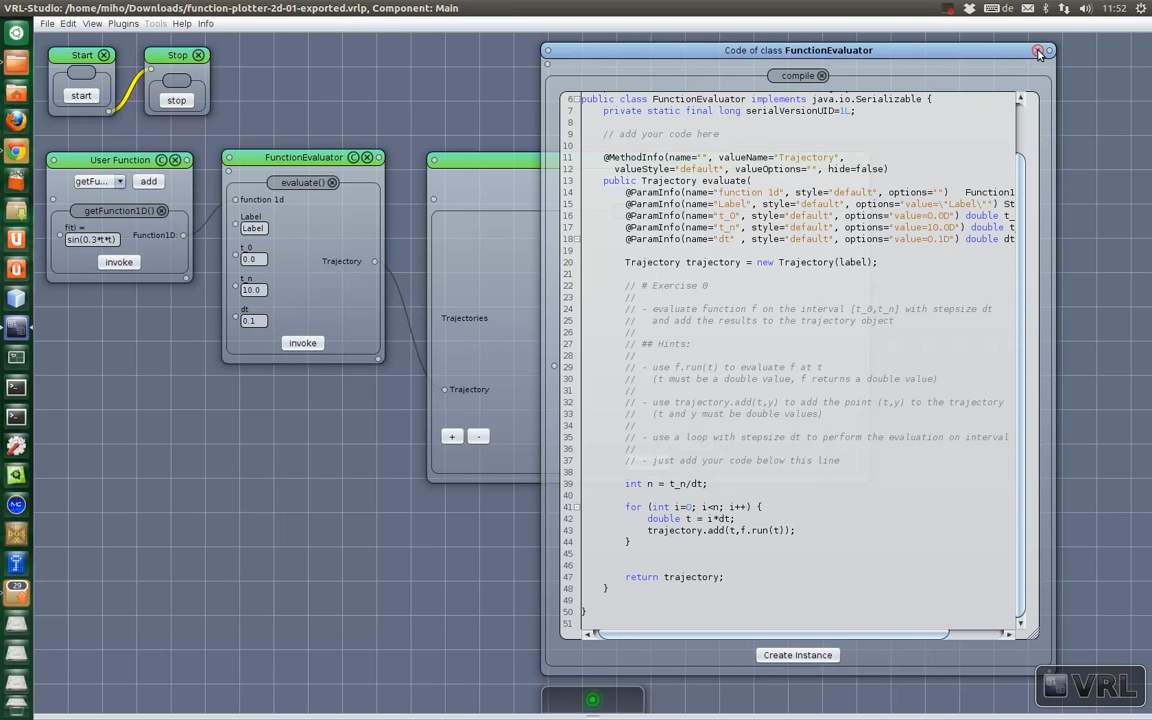 VRL-Studio: /home/miho/Downloads/function-plotter-2d-01-exported.vrlp, Component: Main
de
11:52
File Edit View Plugins Tools Help Info
Start
start
Stop
stop
User Function
getFu...
add
getFunction1D()
f(t) =
sin(0.3*t*t)
Function1D:
invoke
FunctionEvaluator
evaluate()
function 1d
Label
Label
t_0
0.0
Trajectory
t_n
10.0
dt
0.1
invoke
Trajectories
Trajectory
+
-
Code of class FunctionEvaluator
compile
6 public class FunctionEvaluator implements java.io.Serializable {
7 private static final long serialVersionUID=1L;
8
9 // add your code here
10
11 @MethodInfo(name="", valueName="Trajectory",
12 valueStyle="default", valueOptions="", hide=false)
13 public Trajectory evaluate(
14 @ParamInfo(name="function 1d", style="default", options="") Function1
15 @ParamInfo(name="Label", style="default", options="value=\"Label\"") St
16 @ParamInfo(name="t_0", style="default", options="value=0.0D") double t_
17 @ParamInfo(name="t_n", style="default", options="value=10.0D") double t
18 @ParamInfo(name="dt" , style="default", options="value=0.1D") double dt
19
20 Trajectory trajectory = new Trajectory(label);
21
22 // # Exercise 0
23 //
24 // - evaluate function f on the interval [t_0,t_n] with stepsize dt
25 // and add the results to the trajectory object
26 //
27 // ## Hints:
28 //
29 // - use f.run(t) to evaluate f at t
30 // (t must be a double value, f returns a double value)
31 //
32 // - use trajectory.add(t,y) to add the point (t,y) to the trajectory
33 // (t and y must be double values)
34 //
35 // - use a loop with stepsize dt to perform the evaluation on interval
36 //
37 // - just add your code below this line
38
39 int n = t_n/dt;
40
41 for (int i=0; i<n; i++) {
42 double t = i*dt;
43 trajectory.add(t,f.run(t));
44 }
45
46
47 return trajectory;
48 }
49
50 }
51
Create Instance
29
VRL